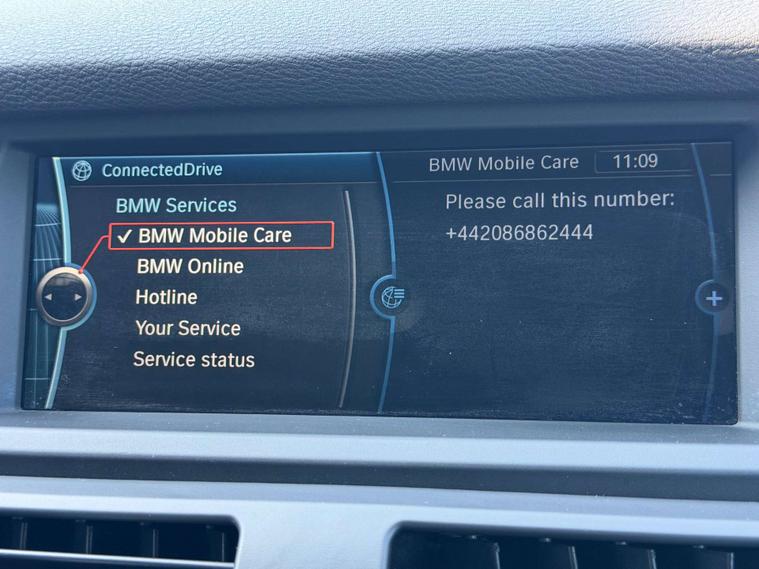 ConnectedDrive
BMW Services
✓ BMW Mobile Care
BMW Online
Hotline
Your Service
Service status
BMW Mobile Care 11:09
Please call this number:
+442086862444